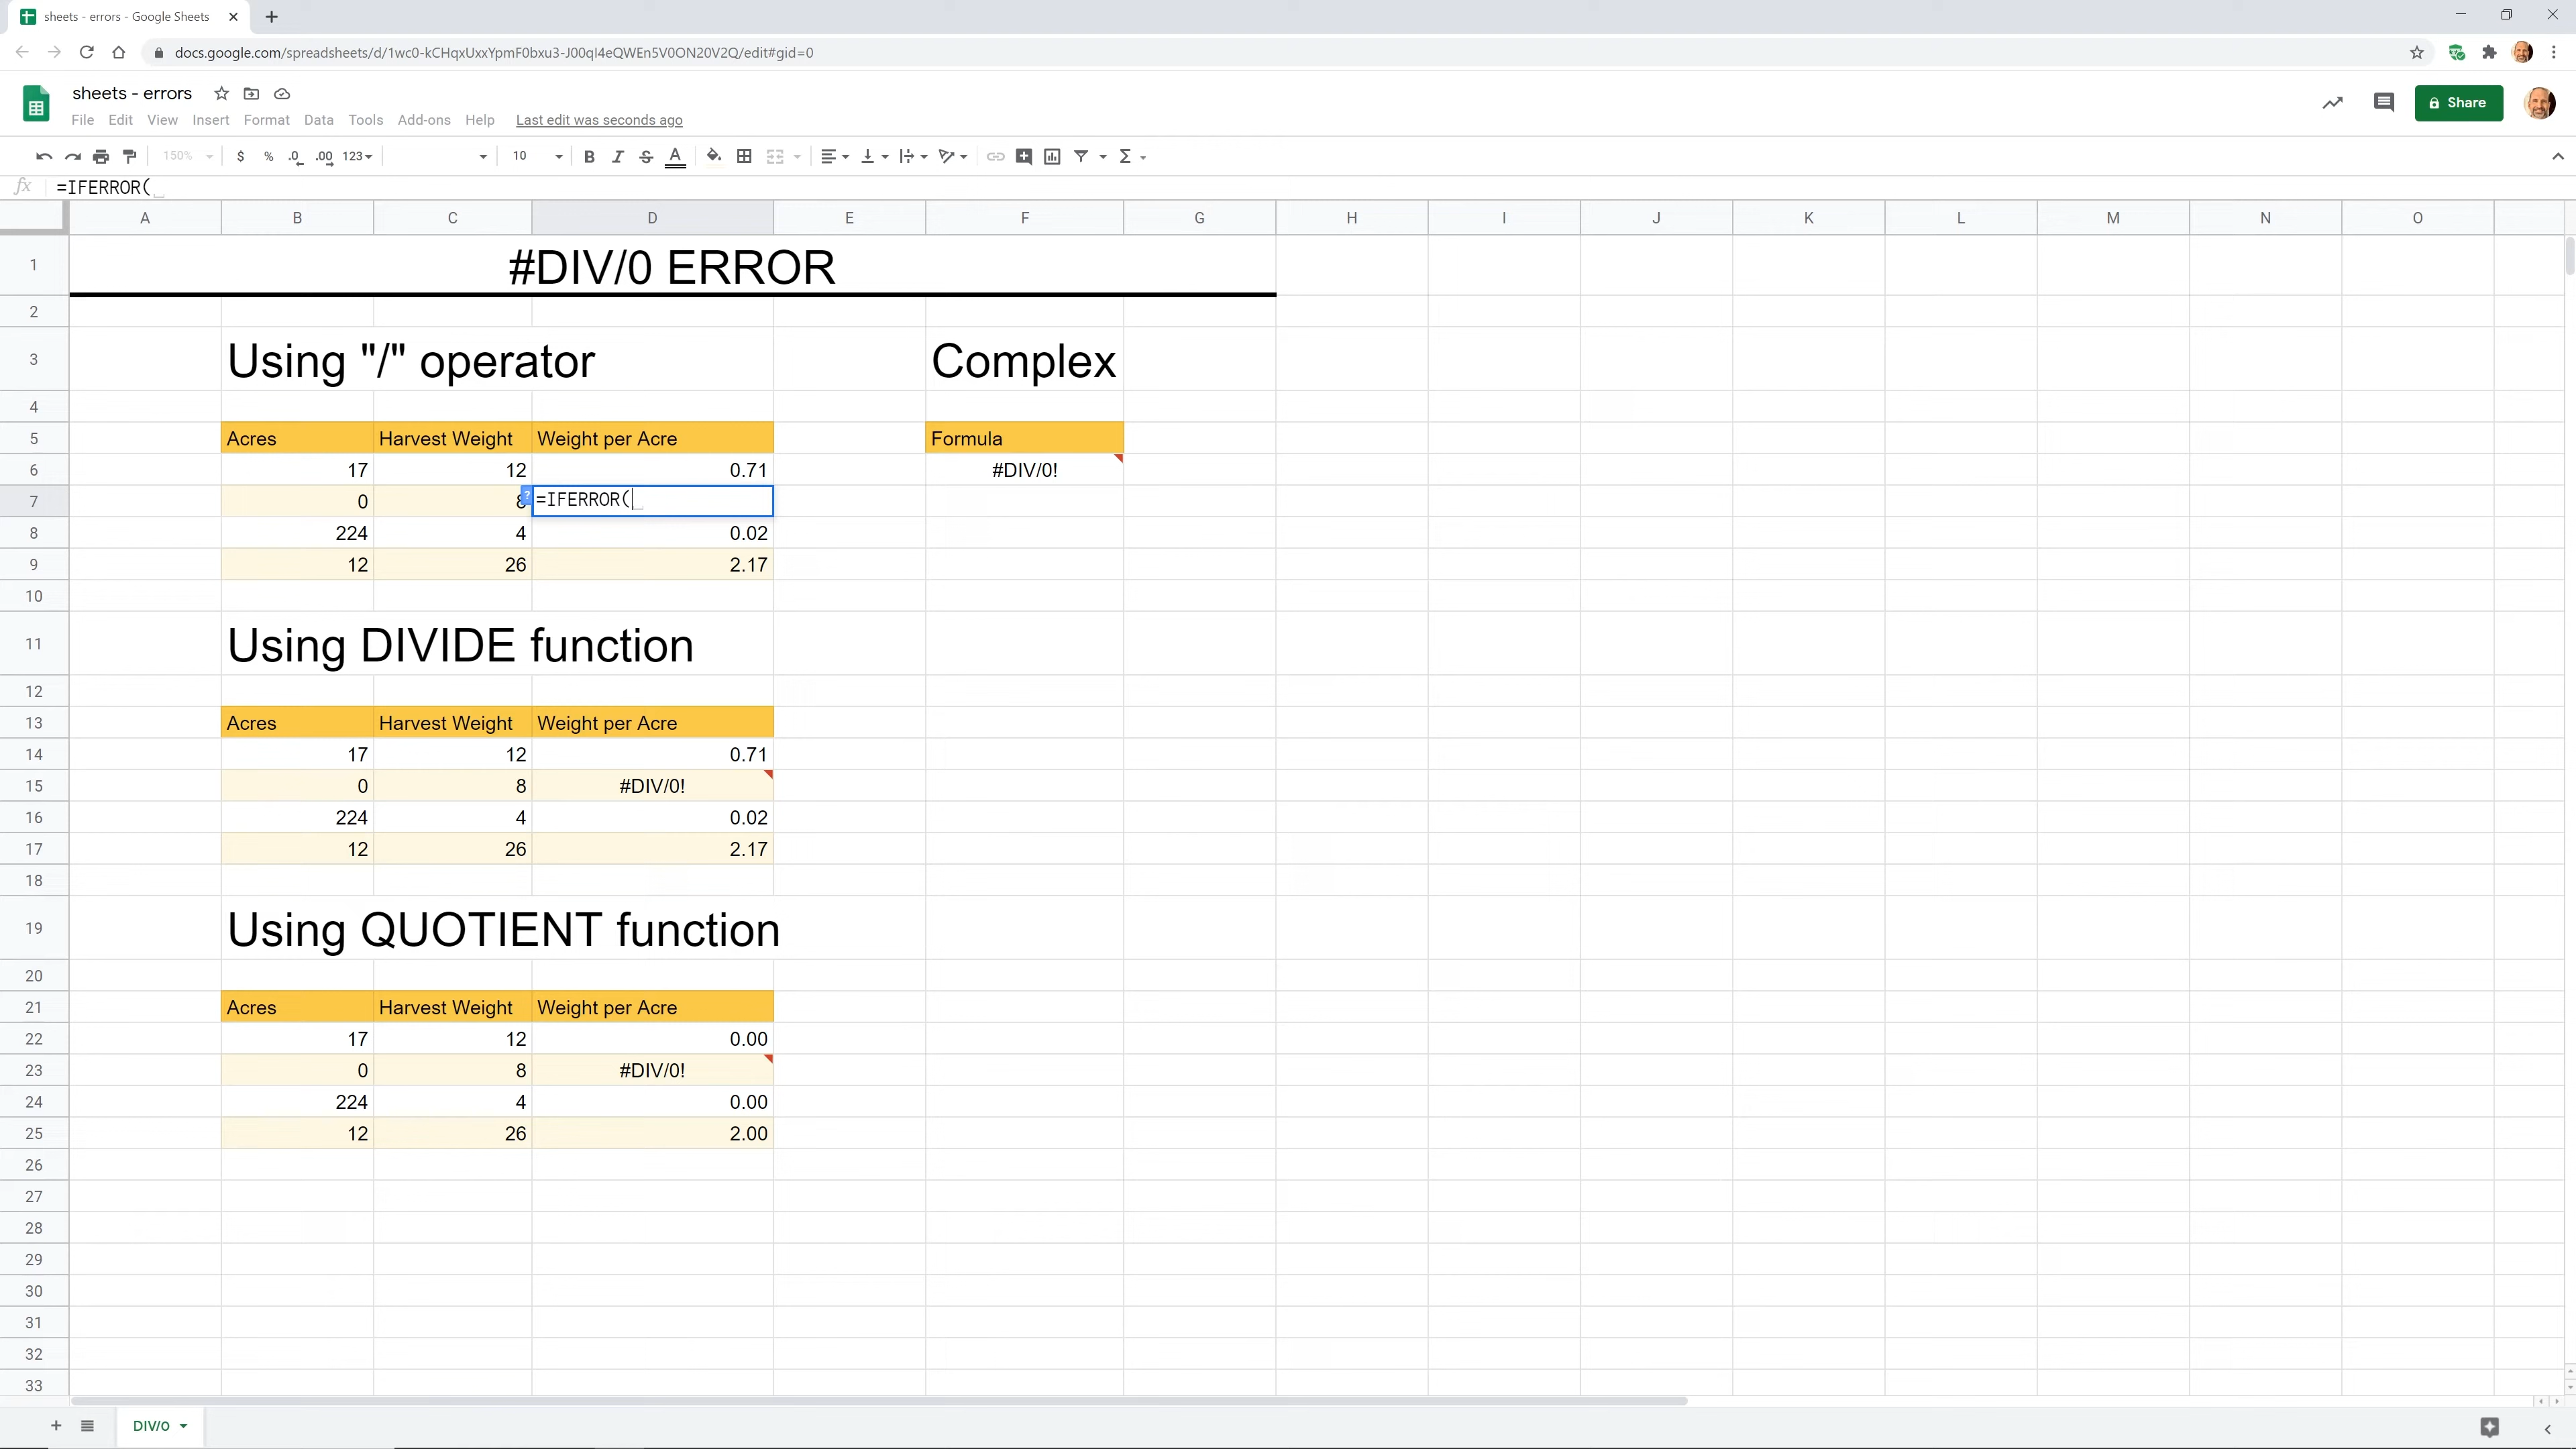 sheets - errors - Google Sheets
docs.google.com/spreadsheets/d/1wc0-kCHqxUxxYpmF0bxu3-J00qI4eQWEn5V0ON20V2Q/edit#gid=0
sheets - errors
Share
File Edit View Insert Format Data Tools Add-ons Help Last edit was seconds ago
150% $ % .0 .00 123 10 B I S A Σ
fx =IFERROR(
A B C D E F G H I J K L M N O
1 #DIV/0 ERROR
2
3 Using "/" operator Complex
4
5 Acres Harvest Weight Weight per Acre Formula
6 17 12 0.71 #DIV/0!
7 0 8 ? =IFERROR(
8 224 4 0.02
9 12 26 2.17
10
11 Using DIVIDE function
12
13 Acres Harvest Weight Weight per Acre
14 17 12 0.71
15 0 8 #DIV/0!
16 224 4 0.02
17 12 26 2.17
18
19 Using QUOTIENT function
20
21 Acres Harvest Weight Weight per Acre
22 17 12 0.00
23 0 8 #DIV/0!
24 224 4 0.00
25 12 26 2.00
26
27
28
29
30
31
32
33
DIV/0